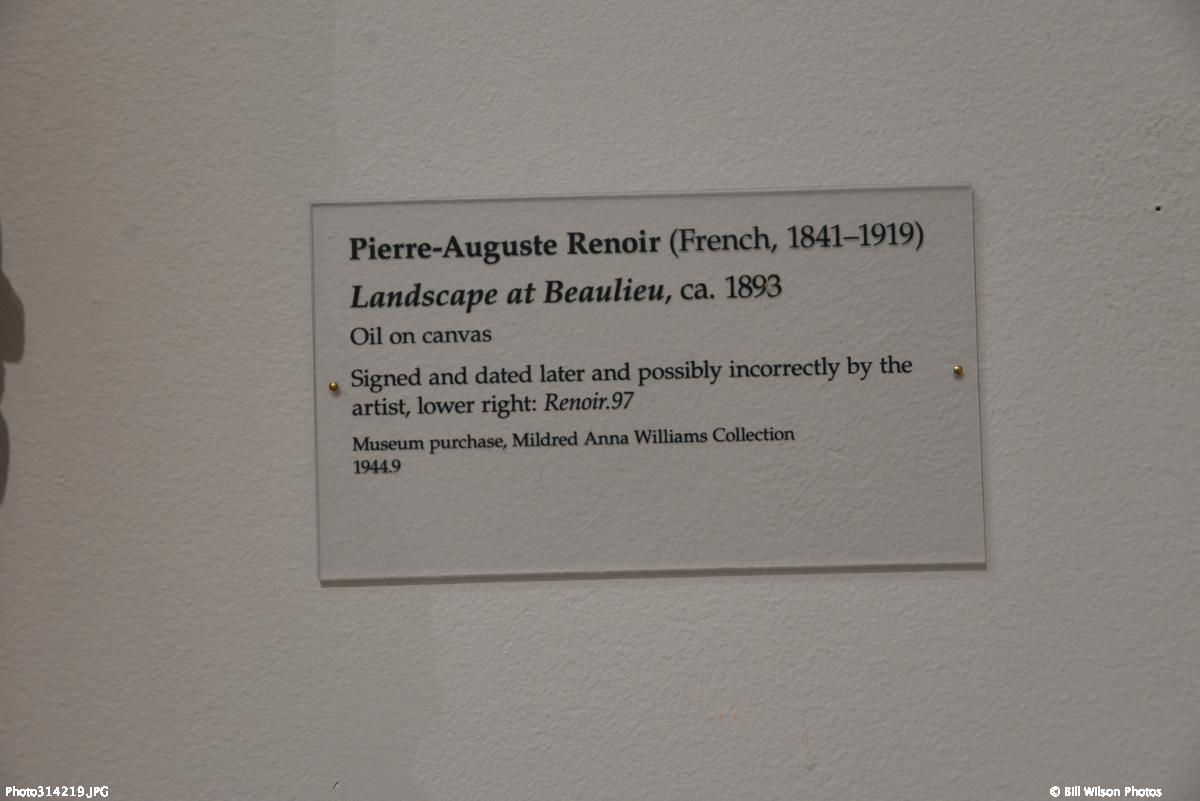 Pierre-Auguste Renoir (French, 1841–1919)
Landscape at Beaulieu, ca. 1893
Oil on canvas
Signed and dated later and possibly incorrectly by the
artist, lower right: Renoir.97
Museum purchase, Mildred Anna Williams Collection
1944.9
Photo314219.JPG
© Bill Wilson Photos